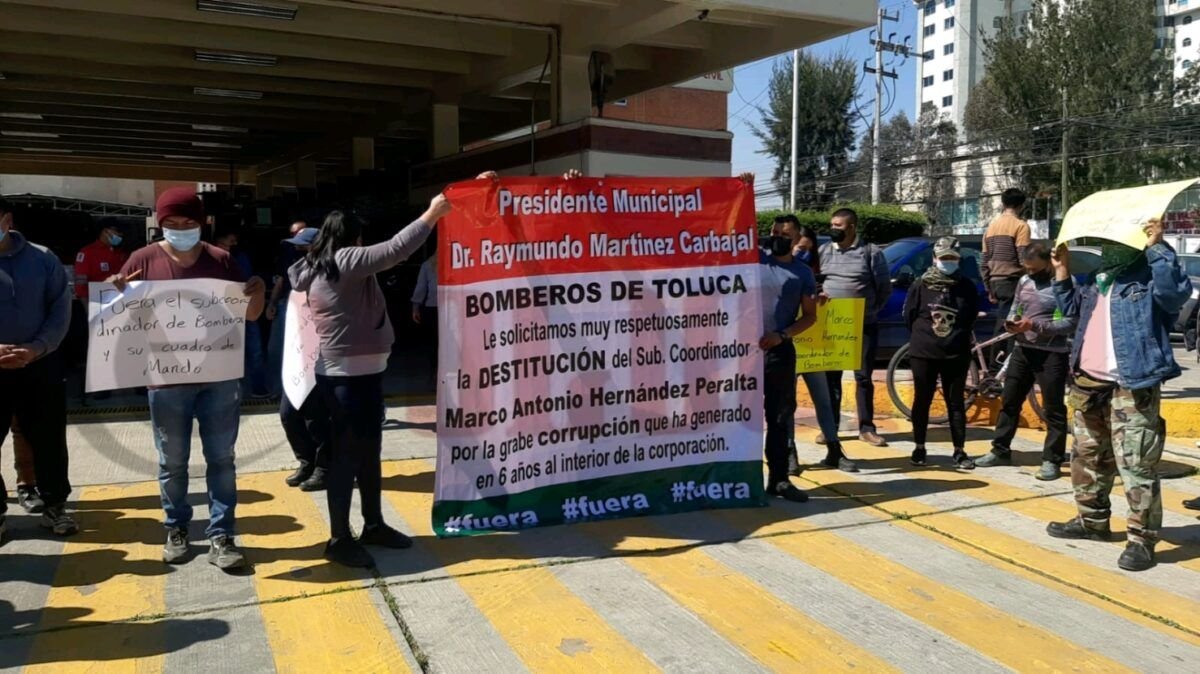 Presidente Municipal
Dr. Raymundo Martinez Carbajal
BOMBEROS DE TOLUCA
Le solicitamos muy respetuosamente
la DESTITUCIÓN del Sub. Coordinador
Marco Antonio Hernández Peralta
por la grabe corrupción que ha generado
en 6 años al interior de la corporación.
#fuera #fuera #fuera
Fuera el subcoor
dinador de Bomberos
y su cuadro de
Mando
Marco
onio Hernández
oordinador de
Bomberos